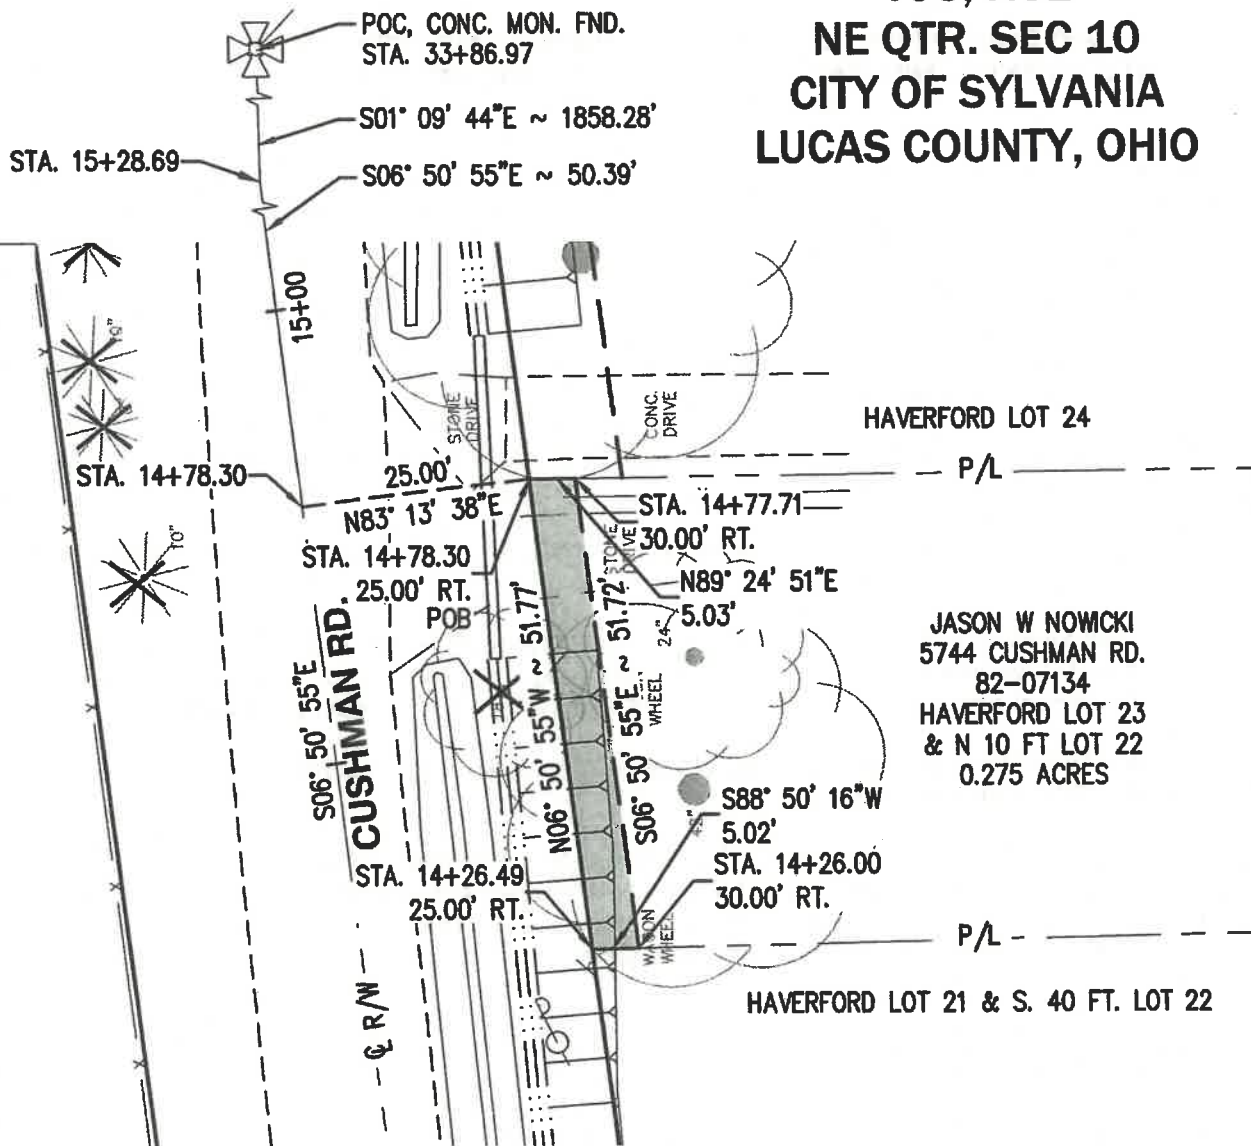 NE QTR. SEC 10
CITY OF SYLVANIA
LUCAS COUNTY, OHIO
POC, CONC. MON. FND.
STA. 33+86.97
S01° 09' 44"E ~ 1858.28'
STA. 15+28.69
S06° 50' 55"E ~ 50.39'
15+00
10"
STONE
DRIVE
CONC.
DRIVE
HAVERFORD LOT 24
P/L
STA. 14+78.30
25.00'
N83° 13' 38"E
STA. 14+77.71
30.00' RT.
10"
STA. 14+78.30
25.00' RT.
POB
DRIVE
N89° 24' 51"E
5.03'
24"
N06° 50' 55"W ~ 51.77'
S06° 50' 55"E ~ 51.72'
WHEEL
S06° 50' 55"E
CUSHMAN RD.
JASON W NOWICKI
5744 CUSHMAN RD.
82-07134
HAVERFORD LOT 23
& N 10 FT LOT 22
0.275 ACRES
S88° 50' 16"W
5.02'
STA. 14+26.49
25.00' RT.
STA. 14+26.00
30.00' RT.
WAGON
WHEEL
P/L
℄ R/W
HAVERFORD LOT 21 & S. 40 FT. LOT 22